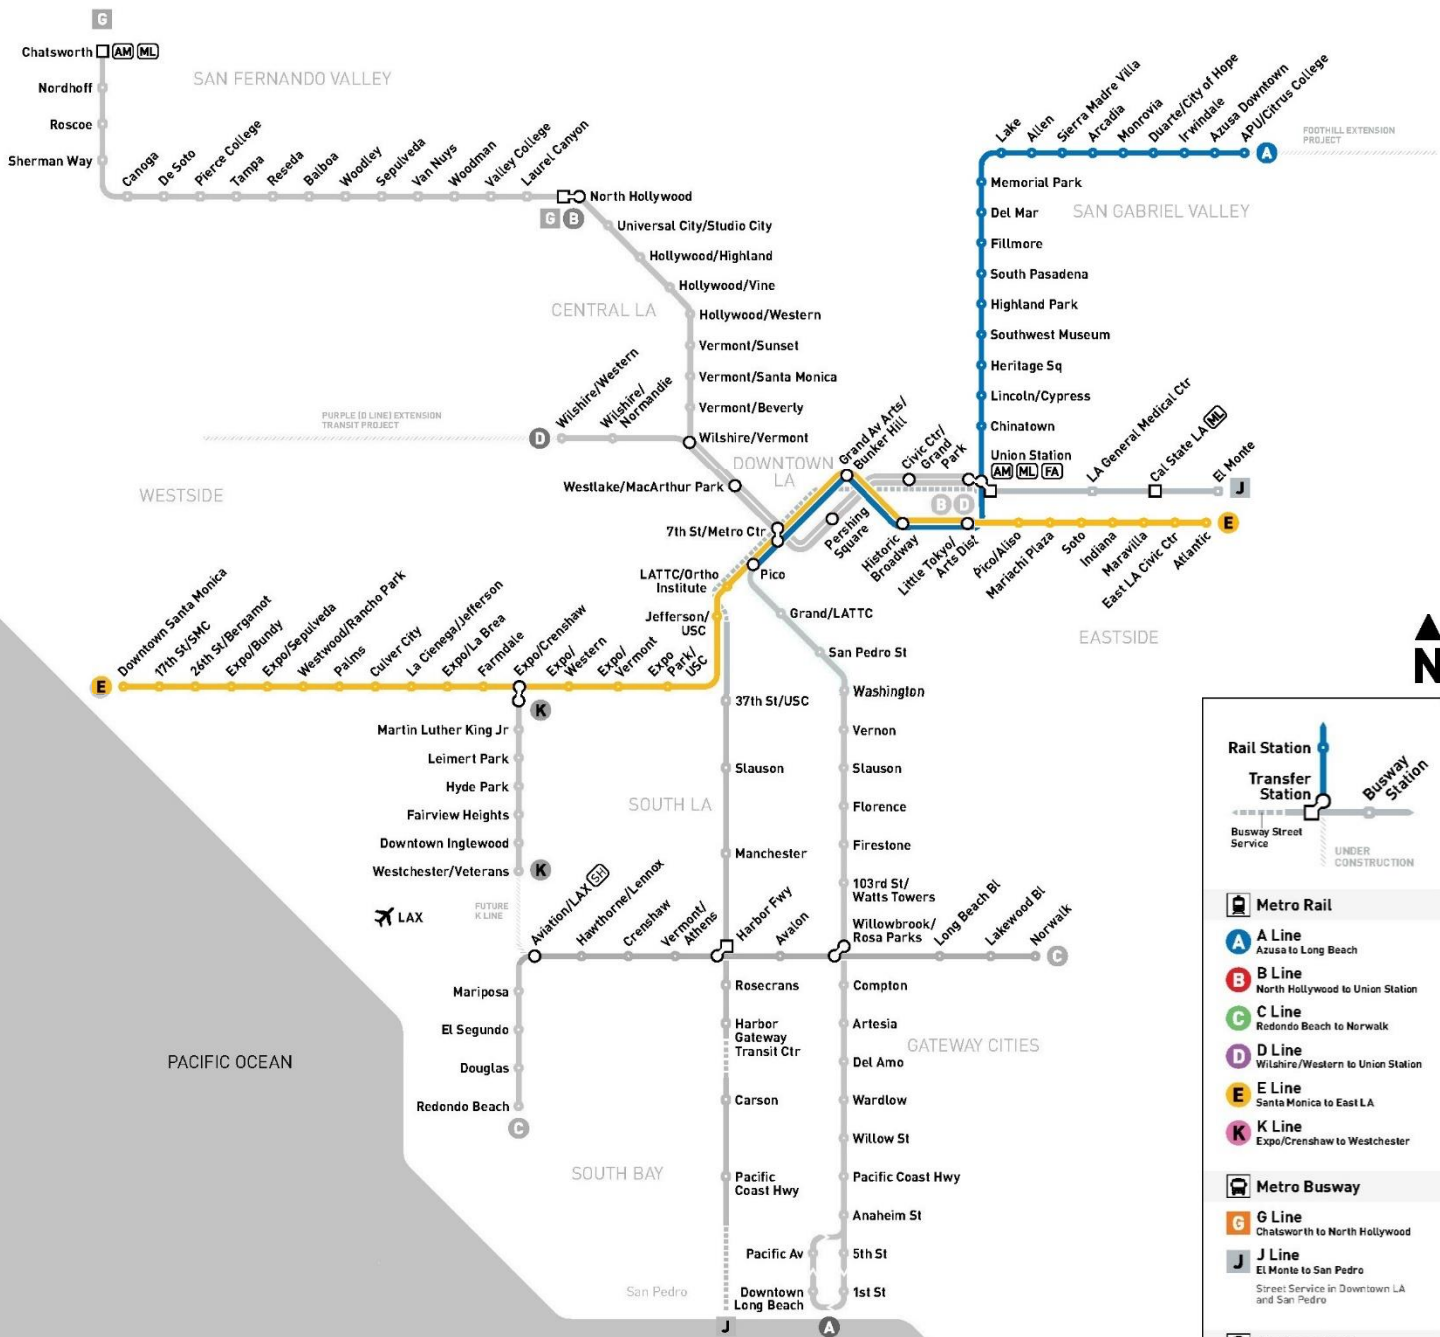 G
Chatsworth AM ML
Nordhoff
Roscoe
Sherman Way
SAN FERNANDO VALLEY
Canoga
De Soto
Pierce College
Tampa
Reseda
Balboa
Woodley
Sepulveda
Van Nuys
Woodman
Valley College
Laurel Canyon
North Hollywood
G B
Universal City/Studio City
Hollywood/Highland
Hollywood/Vine
CENTRAL LA
Hollywood/Western
Vermont/Sunset
Vermont/Santa Monica
Vermont/Beverly
Wilshire/Vermont
PURPLE (D LINE) EXTENSION
TRANSIT PROJECT
D
Wilshire/Western
Wilshire/
Normandie
WESTSIDE
Westlake/MacArthur Park
DOWNTOWN
LA
7th St/Metro Ctr
Pershing
Square
Grand Av Arts/
Bunker Hill
Civic Ctr/
Grand
Park
B D
Historic
Broadway
Little Tokyo/
Arts Dist
Lake
Allen
Sierra Madre Villa
Arcadia
Monrovia
Duarte/City of Hope
Irwindale
Azusa Downtown
APU/Citrus College
A
FOOTHILL EXTENSION
PROJECT
Memorial Park
Del Mar
SAN GABRIEL VALLEY
Fillmore
South Pasadena
Highland Park
Southwest Museum
Heritage Sq
Lincoln/Cypress
Chinatown
Union Station
AM ML FA
LA General Medical Ctr
Cal State LA ML
El Monte
J
Pico/Aliso
Mariachi Plaza
Soto
Indiana
Maravilla
East LA Civic Ctr
Atlantic
E
EASTSIDE
Pico
LATTC/Ortho
Institute
Jefferson/
USC
Grand/LATTC
San Pedro St
Washington
Vernon
Slauson
Florence
Firestone
103rd St/
Watts Towers
Willowbrook/
Rosa Parks
E
Downtown Santa Monica
17th St/SMC
26th St/Bergamot
Expo/Bundy
Expo/Sepulveda
Westwood/Rancho Park
Palms
Culver City
La Cienega/Jefferson
Expo/La Brea
Farmdale
Expo/Crenshaw
Expo/
Western
Expo/
Vermont
Expo
Park/
USC
K
Martin Luther King Jr
Leimert Park
Hyde Park
Fairview Heights
Downtown Inglewood
Westchester/Veterans
K
LAX
FUTURE
K LINE
SOUTH LA
37th St/USC
Slauson
Manchester
Aviation/LAX SH
Hawthorne/Lennox
Crenshaw
Vermont/
Athens
Harbor Fwy
Avalon
Long Beach Bl
Lakewood Bl
Norwalk
C
Mariposa
El Segundo
Douglas
Redondo Beach
C
PACIFIC OCEAN
SOUTH BAY
Rosecrans
Harbor
Gateway
Transit Ctr
Carson
Pacific
Coast Hwy
San Pedro
J
Compton
Artesia
GATEWAY CITIES
Del Amo
Wardlow
Willow St
Pacific Coast Hwy
Anaheim St
Pacific Av
5th St
Downtown
Long Beach
1st St
A
N
Rail Station
Transfer
Station
Busway
Station
Busway Street
Service
UNDER
CONSTRUCTION
Metro Rail
A A Line
Azusa to Long Beach
B B Line
North Hollywood to Union Station
C C Line
Redondo Beach to Norwalk
D D Line
Wilshire/Western to Union Station
E E Line
Santa Monica to East LA
K K Line
Expo/Crenshaw to Westchester
Metro Busway
G G Line
Chatsworth to North Hollywood
J J Line
El Monte to San Pedro
Street Service in Downtown LA
and San Pedro